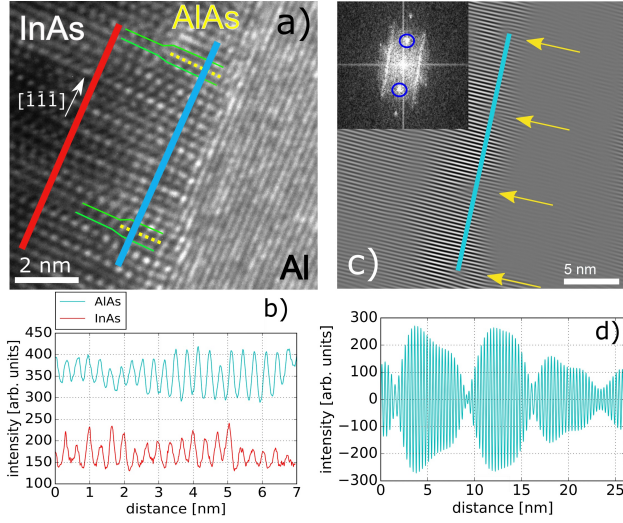 InAs
AlAs
a)
[1̄1̄1̄]
2 nm
Al
c)
5 nm
AlAs
InAs
b)
intensity [arb. units]
450
400
350
300
250
200
150
100
0 1 2 3 4 5 6 7
distance [nm]
d)
intensity [arb. units]
300
200
100
0
−100
−200
−300
0 5 10 15 20 25
distance [nm]